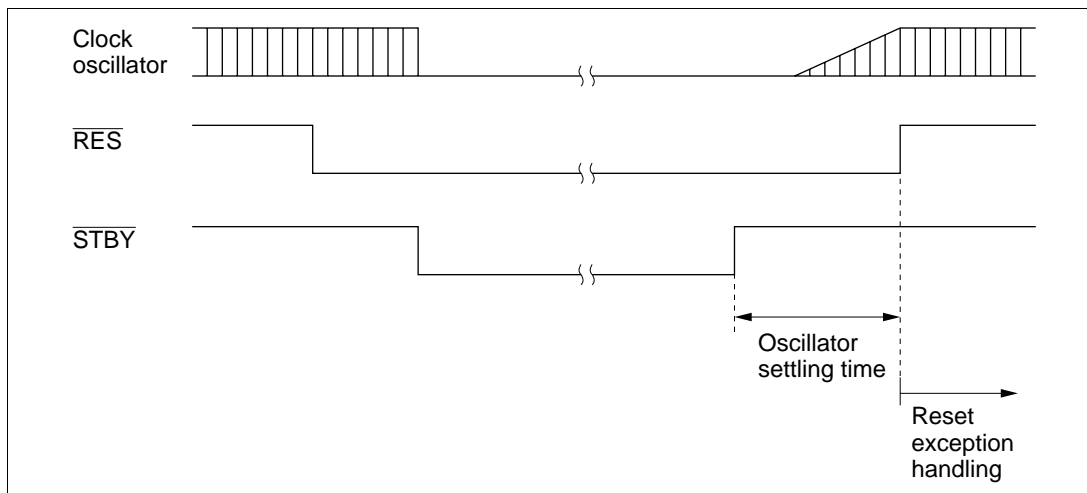 Clock
oscillator
RES
STBY
Oscillator
settling time
Reset
exception
handling